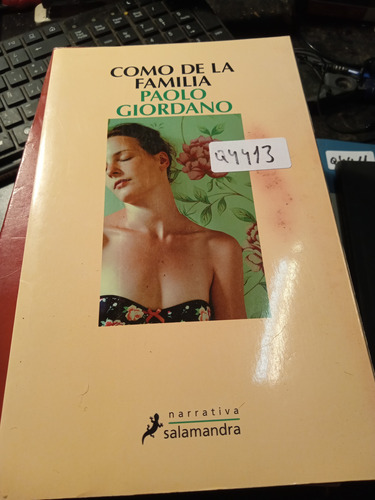 COMO DE LA
FAMILIA
PAOLO
GIORDANO
Q4413
narrativa
salamandra